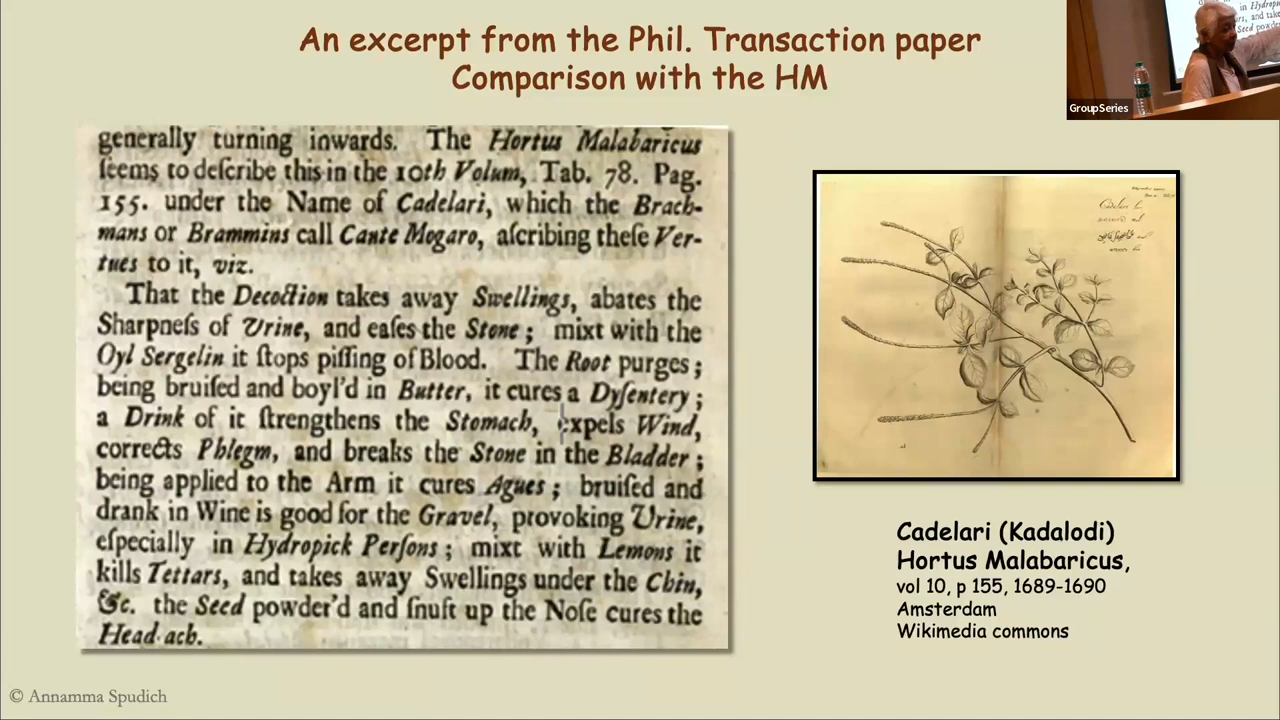 An excerpt from the Phil. Transaction paper
Comparison with the HM
generally turning inwards. The Hortus Malabaricus
ſeems to deſcribe this in the 10th Volum, Tab. 78. Pag.
155. under the Name of Cadelari, which the Brach-
mans or Brammins call Cante Mogaro, aſcribing theſe Ver-
tues to it, viz.
That the Decoction takes away Swellings, abates the
Sharpneſs of Urine, and eaſes the Stone; mixt with the
Oyl Sergelin it ſtops piſſing of Blood. The Root purges;
being bruiſed and boyl'd in Butter, it cures a Dyſentery;
a Drink of it ſtrengthens the Stomach, expels Wind,
corrects Phlegm, and breaks the Stone in the Bladder;
being applied to the Arm it cures Agues; bruiſed and
drank in Wine is good for the Gravel, provoking Urine,
eſpecially in Hydropick Perſons; mixt with Lemons it
kills Tettars, and takes away Swellings under the Chin,
&c. the Seed powder'd and ſnuft up the Noſe cures the
Head-ach.
Cadelari (Kadalodi)
Hortus Malabaricus,
vol 10, p 155, 1689-1690
Amsterdam
Wikimedia commons
© Annamma Spudich
GroupSeries
in Hydropic
and take
Seed powd